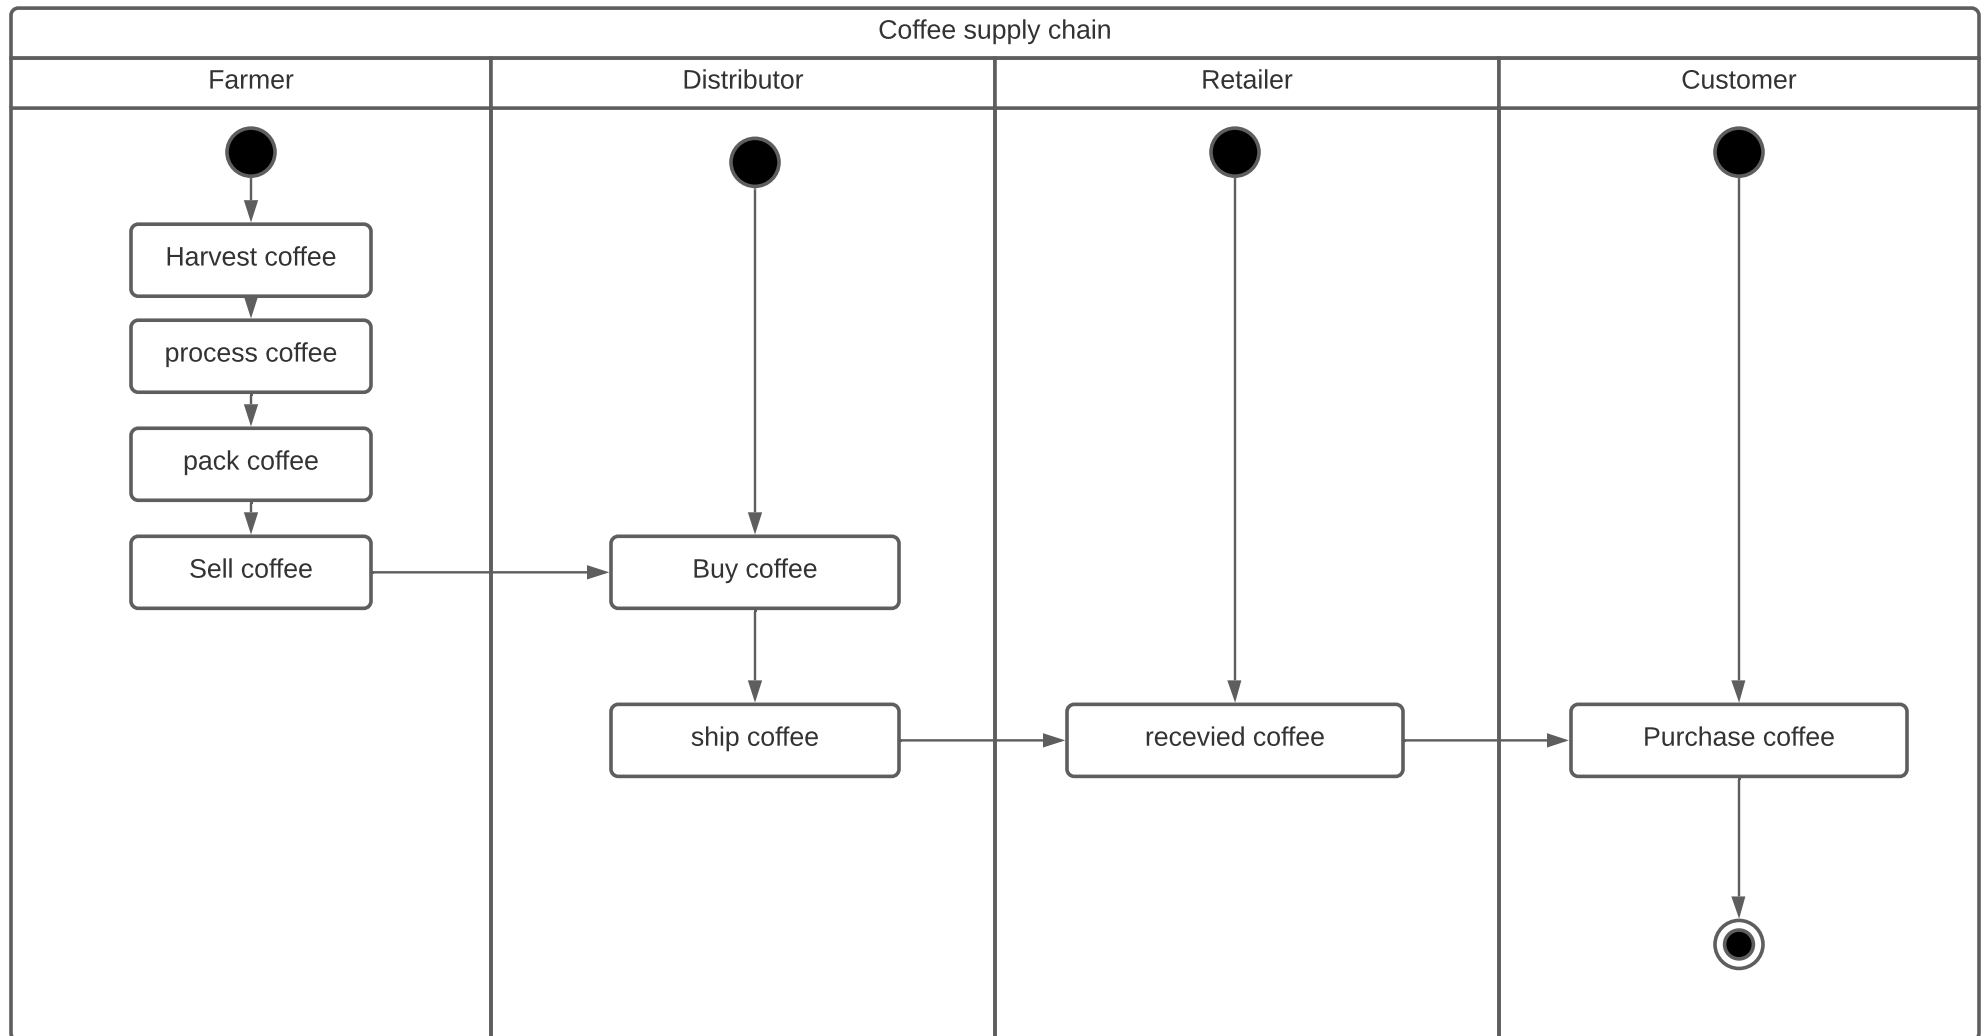 Coffee supply chain
Farmer
Distributor
Retailer
Customer
Harvest coffee
process coffee
pack coffee
Sell coffee
Buy coffee
ship coffee
recevied coffee
Purchase coffee